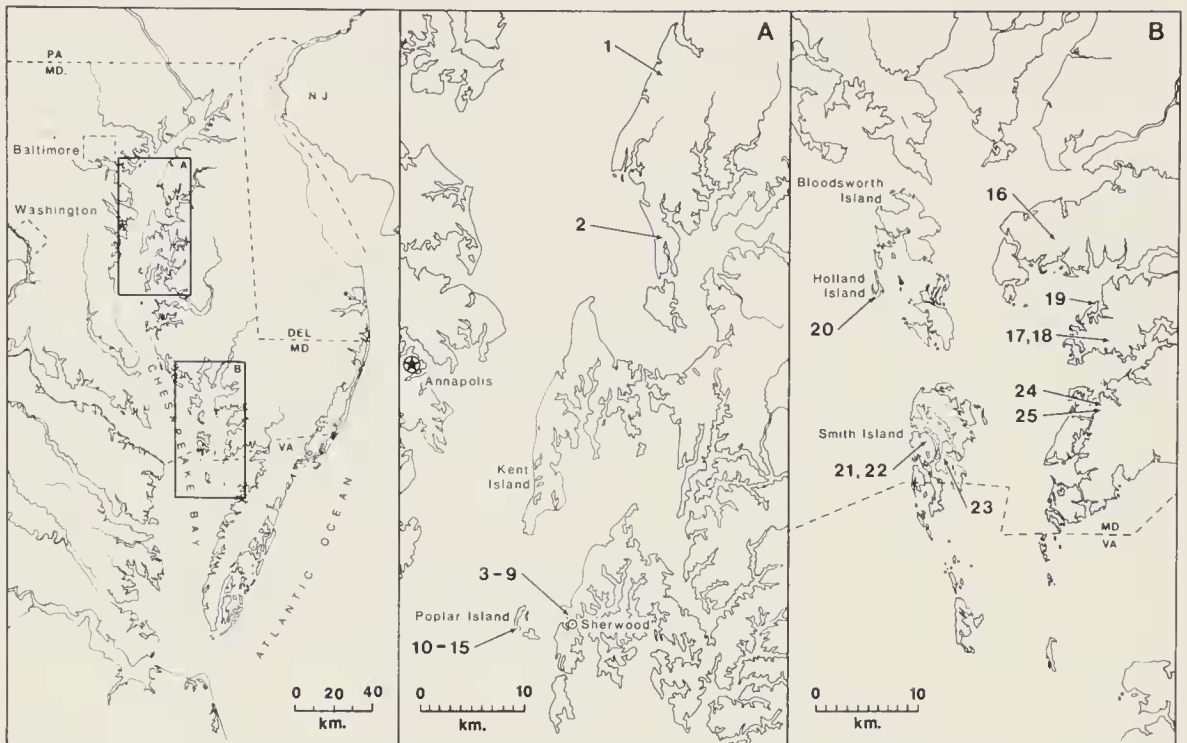 PA
MD.
N.J.
Baltimore
A
Washington
DEL
MD
B
VA
CHESAPEAKE BAY
ATLANTIC OCEAN
0 20 40
km.
A
1
2
Annapolis
Kent
Island
3-9
Poplar Island
Sherwood
10-15
0 10
km.
B
Bloodsworth
Island
16
Holland
Island
20
19
17,18
24
25
Smith Island
21,22
23
MD
VA
0 10
km.